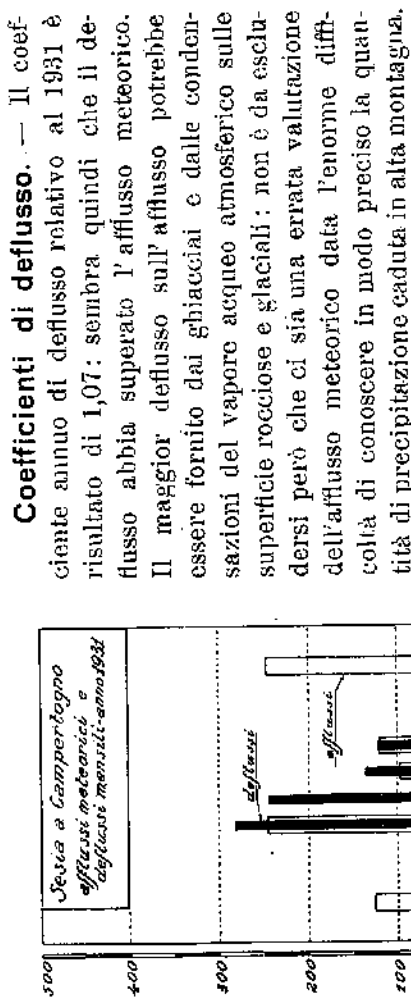 Coefficienti di deflusso. — Il coef-
ciente annuo di deflusso relativo al 1931 è
risultato di 1,07: sembra quindi che il de-
flusso abbia superato l'afflusso meteorico.
Il maggior deflusso sull'afflusso potrebbe
essere fornito dai ghiacciai e dalle conden-
sazioni del vapore acqueo atmosferico sulle
superficie rocciose e glaciali: non è da esclu-
dersi però che ci sia una errata valutazione
dell'afflusso meteorico data l'enorme diffi-
coltà di conoscere in modo preciso la quan-
tità di precipitazione caduta in alta montagna.
Sesia a Campertogno
afflussi meteorici e
deflussi mensili-anno 1931
500
400
300
200
100
deflussi
afflussi